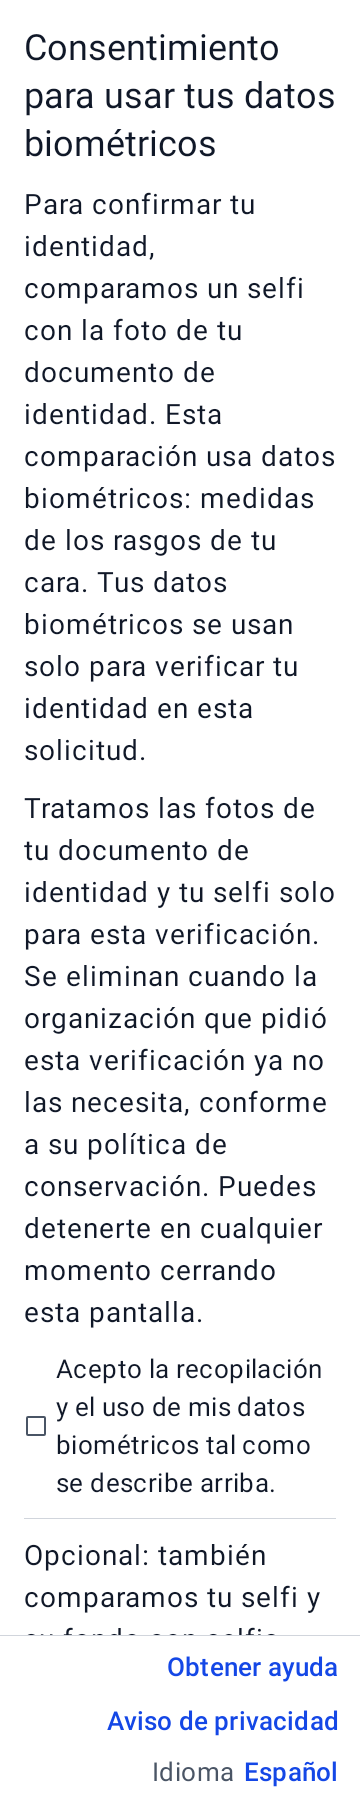 Consentimiento
para usar tus datos
biométricos
Para confirmar tu
identidad,
comparamos un selfi
con la foto de tu
documento de
identidad. Esta
comparación usa datos
biométricos: medidas
de los rasgos de tu
cara. Tus datos
biométricos se usan
solo para verificar tu
identidad en esta
solicitud.
Tratamos las fotos de
tu documento de
identidad y tu selfi solo
para esta verificación.
Se eliminan cuando la
organización que pidió
esta verificación ya no
las necesita, conforme
a su política de
conservación. Puedes
detenerte en cualquier
momento cerrando
esta pantalla.
Acepto la recopilación
y el uso de mis datos
biométricos tal como
se describe arriba.
Opcional: también
comparamos tu selfi y
Obtener ayuda
Aviso de privacidad
Idioma Español